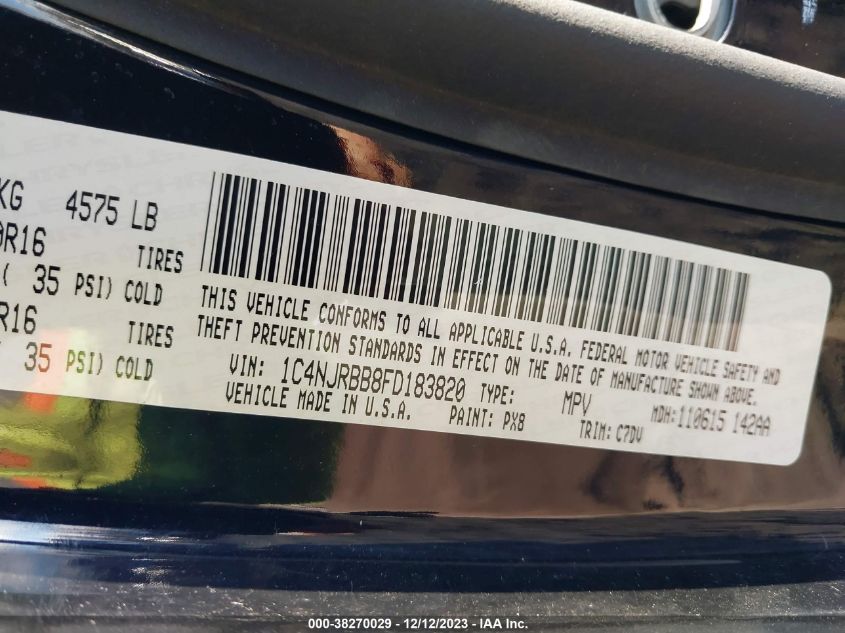 KG 4575 LB
0R16 TIRES
( 35 PSI) COLD
R16 TIRES
35 PSI) COLD
THIS VEHICLE CONFORMS TO ALL APPLICABLE U.S.A. FEDERAL MOTOR VEHICLE SAFETY AND
THEFT PREVENTION STANDARDS IN EFFECT ON THE DATE OF MANUFACTURE SHOWN ABOVE.
VIN: 1C4NJRBB8FD183820 TYPE: MPV MDH:110615 142AA
VEHICLE MADE IN U.S.A. PAINT: PX8 TRIM: C7DV
000-38270029 - 12/12/2023 - IAA Inc.